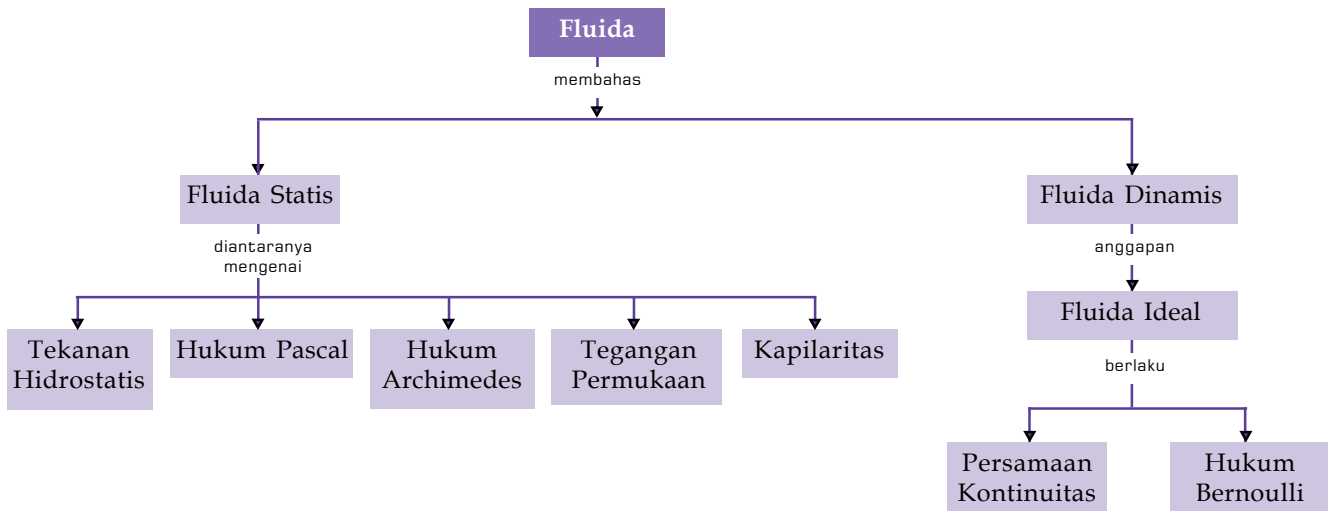 Fluida
membahas
Fluida Statis
Fluida Dinamis
diantaranya
mengenai
anggapan
Fluida Ideal
Tekanan
Hidrostatis
Hukum Pascal
Hukum
Archimedes
Tegangan
Permukaan
Kapilaritas
berlaku
Persamaan
Kontinuitas
Hukum
Bernoulli